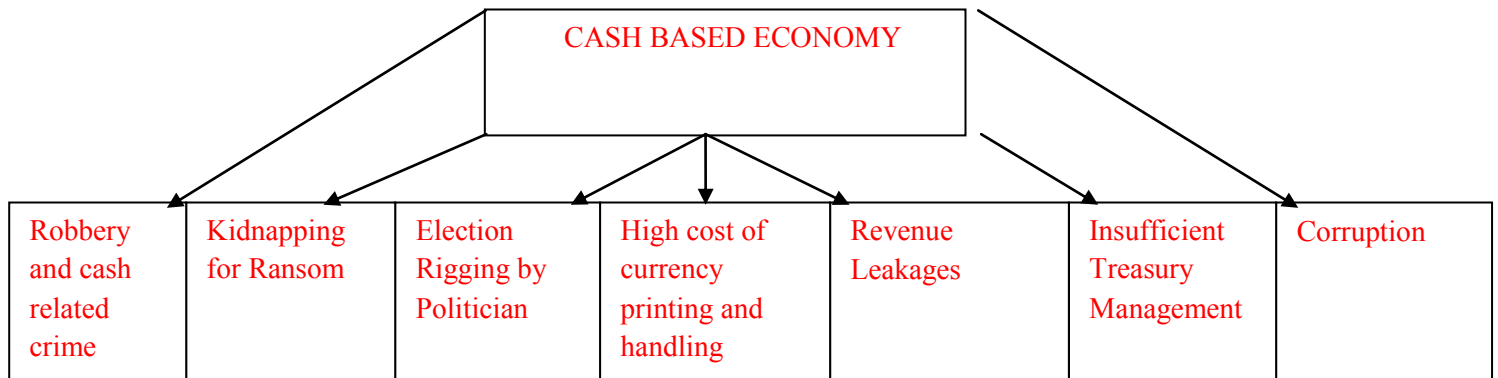 CASH BASED ECONOMY
Robbery
and cash
related
crime
Kidnapping
for Ransom
Election
Rigging by
Politician
High cost of
currency
printing and
handling
Revenue
Leakages
Insufficient
Treasury
Management
Corruption